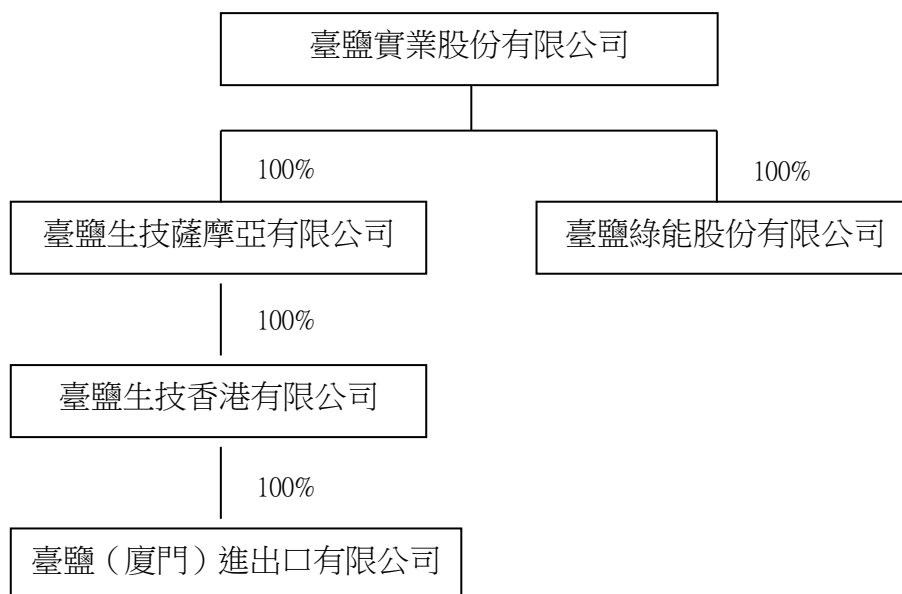 臺鹽實業股份有限公司
100%
100%
臺鹽生技薩摩亞有限公司
臺鹽綠能股份有限公司
100%
臺鹽生技香港有限公司
100%
臺鹽（廈門）進出口有限公司